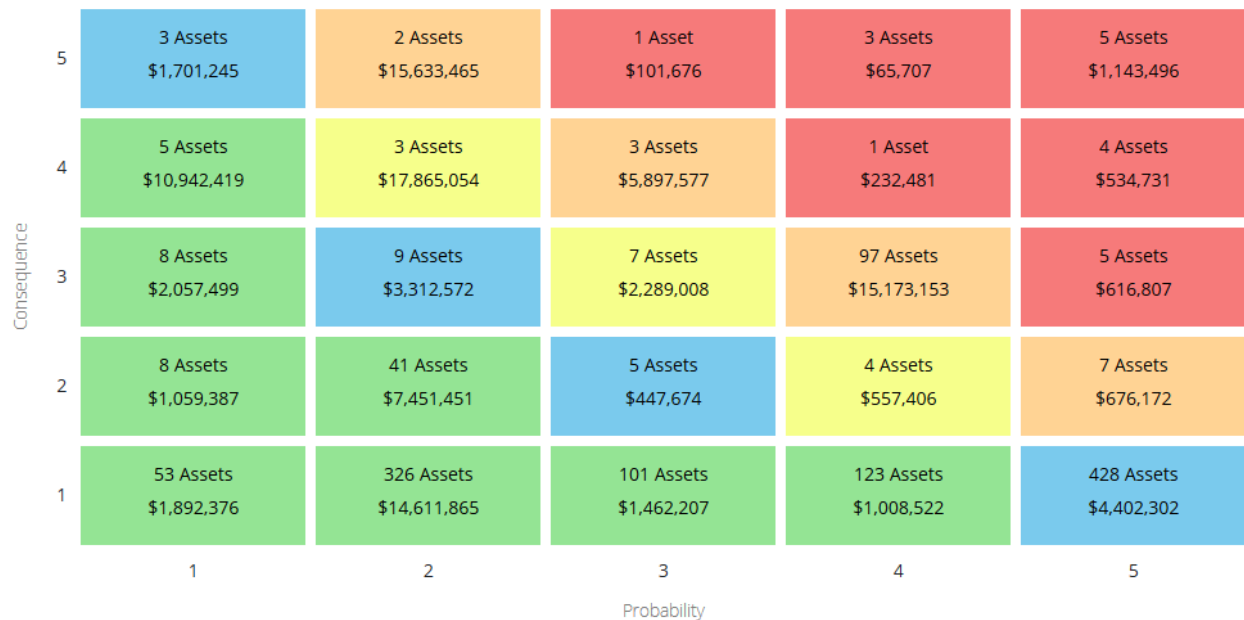 3 Assets
$1,701,245
2 Assets
$15,633,465
1 Asset
$101,676
3 Assets
$65,707
5 Assets
$1,143,496
5
5 Assets
$10,942,419
3 Assets
$17,865,054
3 Assets
$5,897,577
1 Asset
$232,481
4 Assets
$534,731
4
8 Assets
$2,057,499
9 Assets
$3,312,572
7 Assets
$2,289,008
97 Assets
$15,173,153
5 Assets
$616,807
3
Consequence
8 Assets
$1,059,387
41 Assets
$7,451,451
5 Assets
$447,674
4 Assets
$557,406
7 Assets
$676,172
2
53 Assets
$1,892,376
326 Assets
$14,611,865
101 Assets
$1,462,207
123 Assets
$1,008,522
428 Assets
$4,402,302
1
1
2
3
4
5
Probability